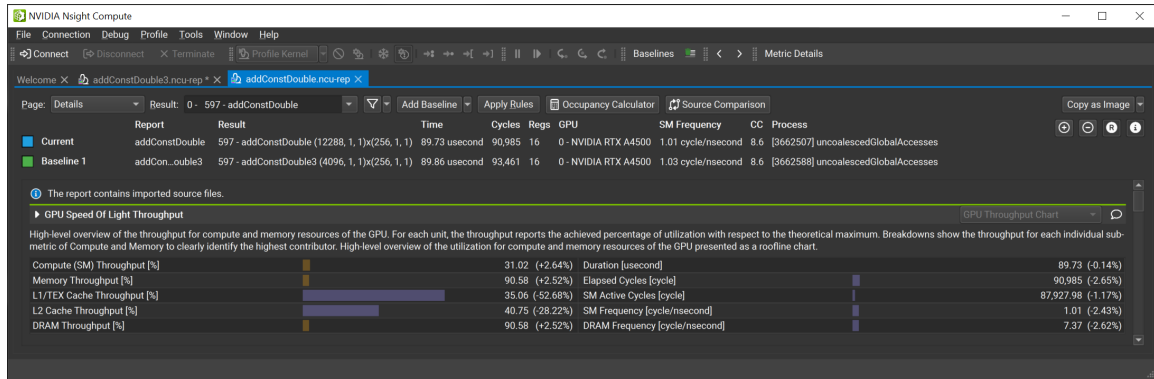 NVIDIA Nsight Compute
File Connection Debug Profile Tools Window Help
Connect Disconnect Terminate Profile Kernel Baselines Metric Details
Welcome addConstDouble3.ncu-rep * addConstDouble.ncu-rep
Page: Details Result: 0 - 597 - addConstDouble Add Baseline Apply Rules Occupancy Calculator Source Comparison Copy as Image
Report Result Time Cycles Regs GPU SM Frequency CC Process
Current addConstDouble 597 - addConstDouble (12288, 1, 1)x(256, 1, 1) 89.73 usecond 90,985 16 0 - NVIDIA RTX A4500 1.01 cycle/nsecond 8.6 [3662507] uncoalescedGlobalAccesses
Baseline 1 addCon...ouble3 597 - addConstDouble3 (4096, 1, 1)x(256, 1, 1) 89.86 usecond 93,461 16 0 - NVIDIA RTX A4500 1.03 cycle/nsecond 8.6 [3662588] uncoalescedGlobalAccesses
The report contains imported source files.
GPU Speed Of Light Throughput GPU Throughput Chart
High-level overview of the throughput for compute and memory resources of the GPU. For each unit, the throughput reports the achieved percentage of utilization with respect to the theoretical maximum. Breakdowns show the throughput for each individual sub-
metric of Compute and Memory to clearly identify the highest contributor. High-level overview of the utilization for compute and memory resources of the GPU presented as a roofline chart.
Compute (SM) Throughput [%] 31.02 (+2.64%) Duration [usecond] 89.73 (-0.14%)
Memory Throughput [%] 90.58 (+2.52%) Elapsed Cycles [cycle] 90,985 (-2.65%)
L1/TEX Cache Throughput [%] 35.06 (-52.68%) SM Active Cycles [cycle] 87,927.98 (-1.17%)
L2 Cache Throughput [%] 40.75 (-28.22%) SM Frequency [cycle/nsecond] 1.01 (-2.43%)
DRAM Throughput [%] 90.58 (+2.52%) DRAM Frequency [cycle/nsecond] 7.37 (-2.62%)